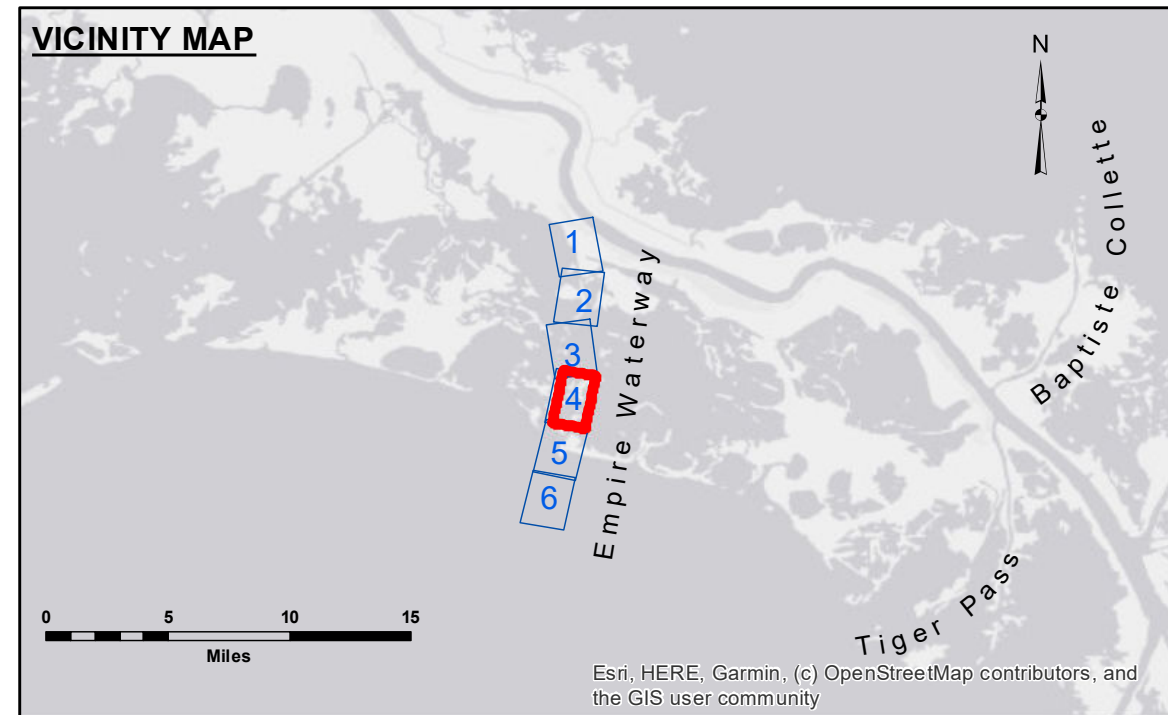 VICINITY MAP
N
1
2
3
4
5
6
Empire Waterway
Baptiste Collette
Tiger Pass
0 5 10 15
Miles
Esri, HERE, Garmin, (c) OpenStreetMap contributors, and
the GIS user community